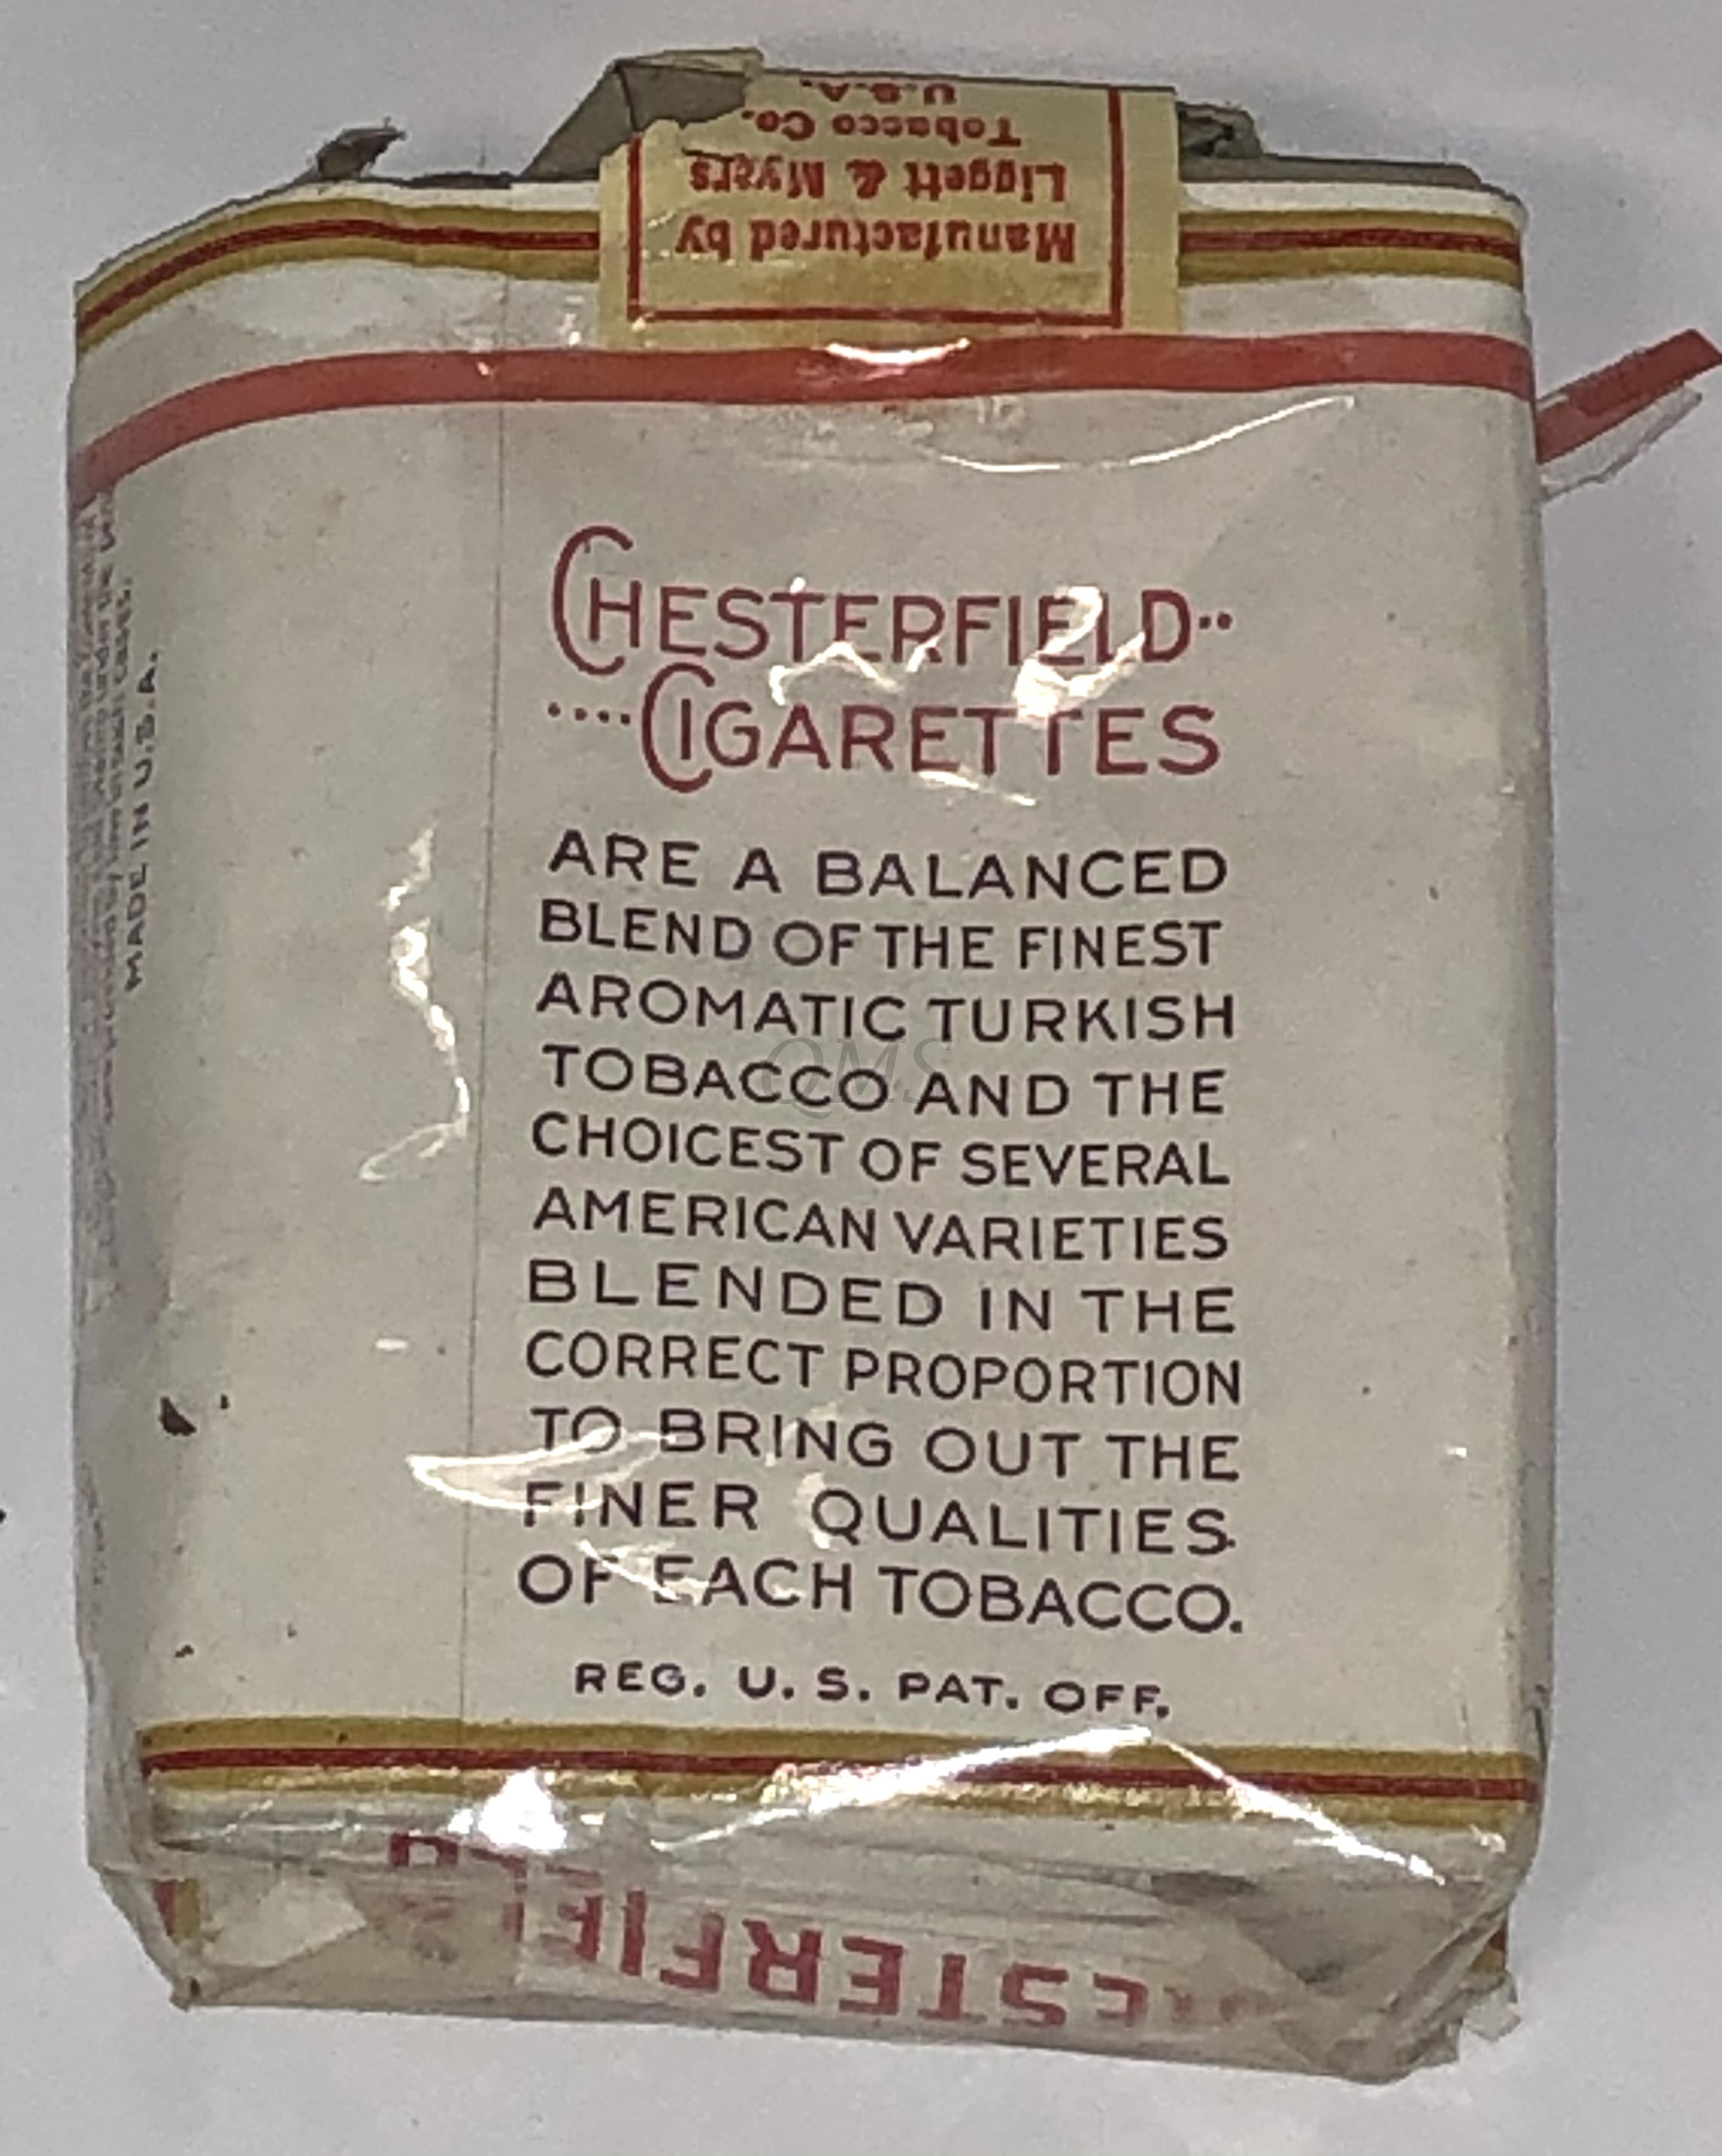 Manufactured by
Liggett & Myers
Tobacco Co.
U.S.A.
CHESTERFIELD··
····CIGARETTES
ARE A BALANCED
BLEND OF THE FINEST
AROMATIC TURKISH
TOBACCO AND THE
CHOICEST OF SEVERAL
AMERICAN VARIETIES
BLENDED IN THE
CORRECT PROPORTION
TO BRING OUT THE
FINER QUALITIES
OF EACH TOBACCO.
REG. U. S. PAT. OFF.
MADE IN U.S.A.
CHESTERFIELD
QMS